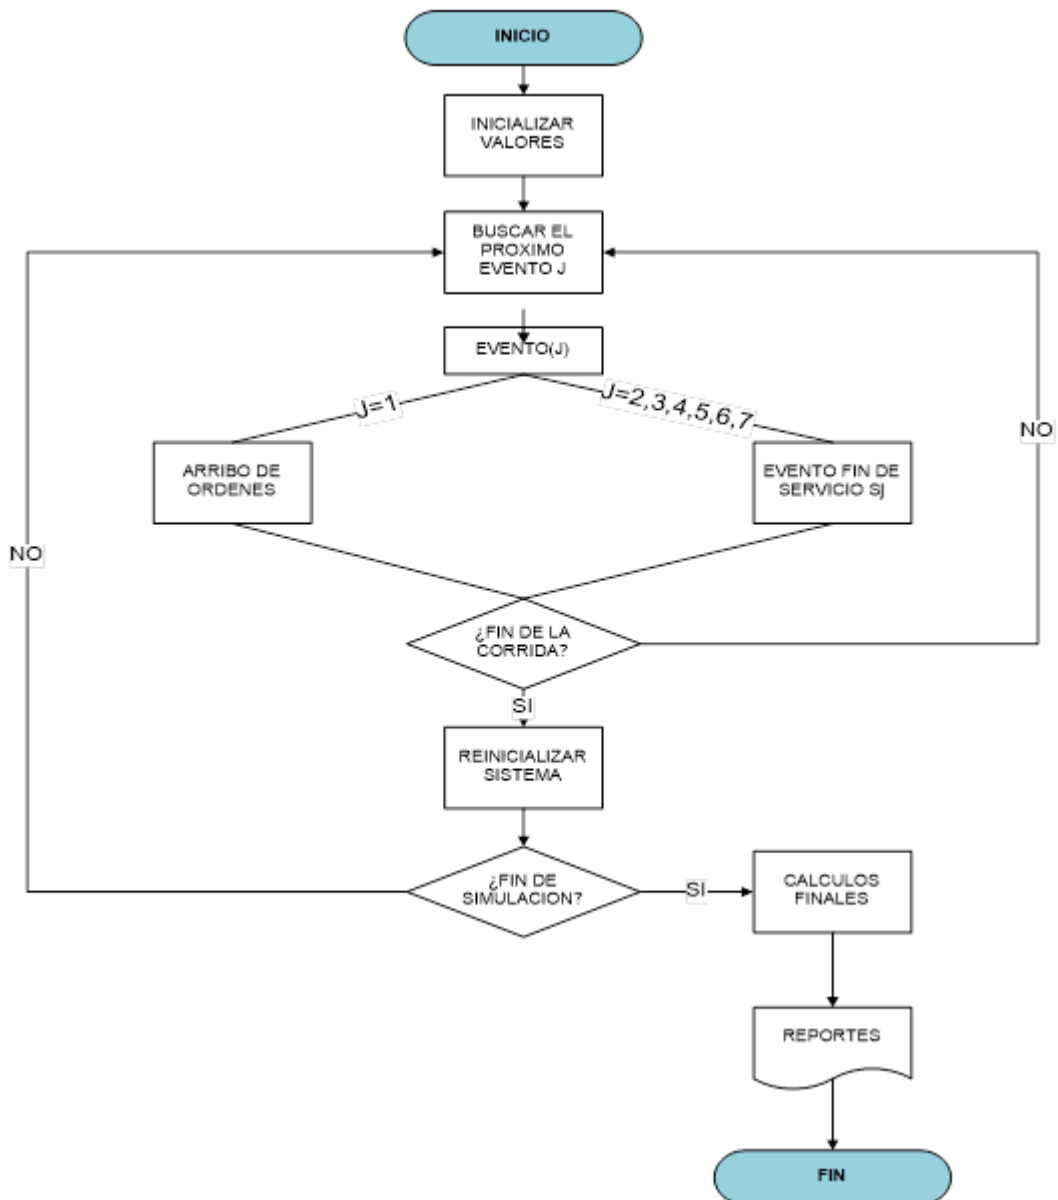 INICIO
INICIALIZAR
VALORES
BUSCAR EL
PROXIMO
EVENTO J
EVENTO(J)
J=1
J=2,3,4,5,6,7
NO
ARRIBO DE
ORDENES
EVENTO FIN DE
SERVICIO Sj
NO
¿FIN DE LA
CORRIDA?
SI
REINICIALIZAR
SISTEMA
¿FIN DE
SIMULACION?
SI
CALCULOS
FINALES
REPORTES
FIN